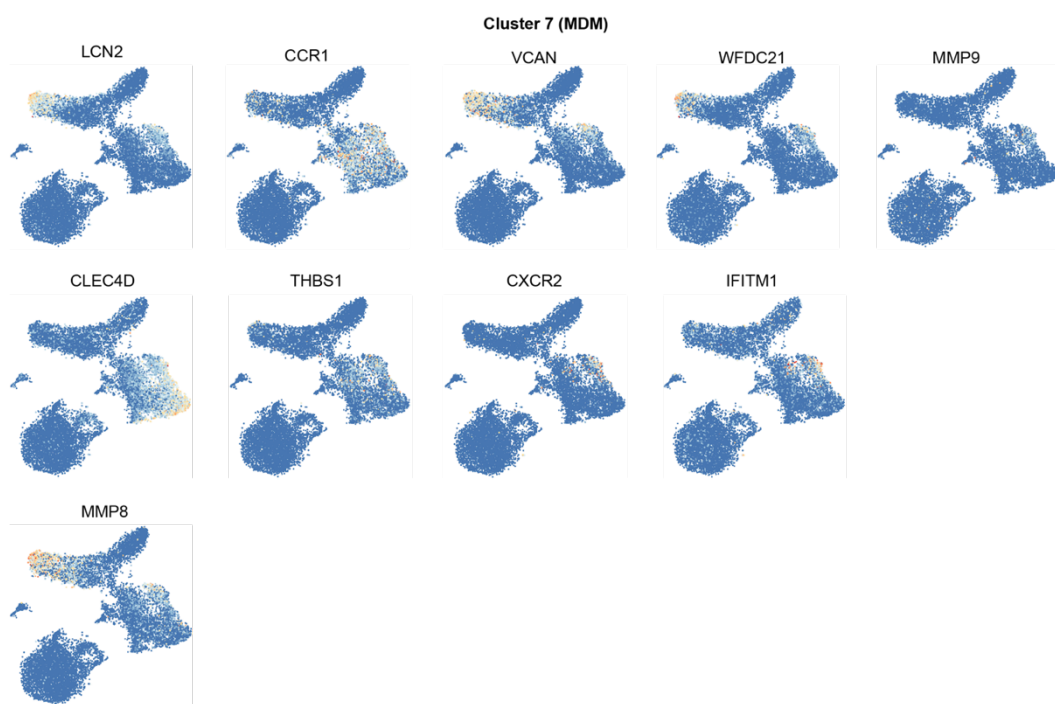 Cluster 7 (MDM)
LCN2
CCR1
VCAN
WFDC21
MMP9
CLEC4D
THBS1
CXCR2
IFITM1
MMP8